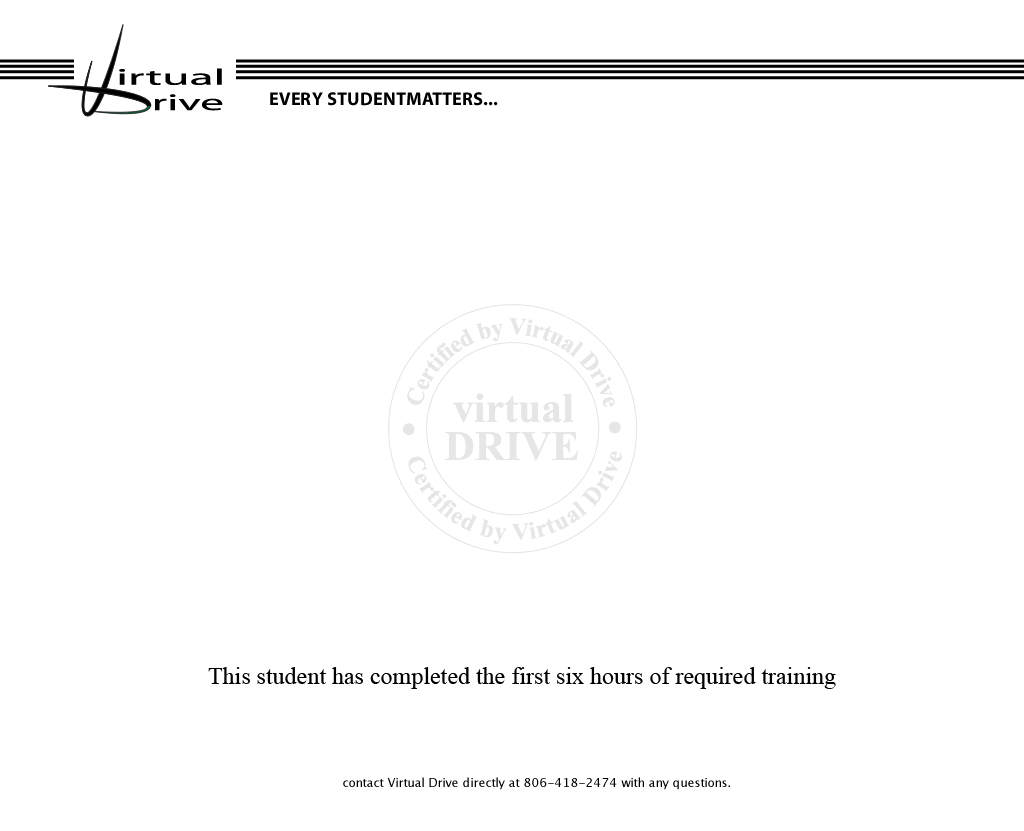 Virtual
Drive
EVERY STUDENTMATTERS...
Certified by Virtual Drive
virtual
DRIVE
Certified by Virtual Drive
This student has completed the first six hours of required training
contact Virtual Drive directly at 806-418-2474 with any questions.